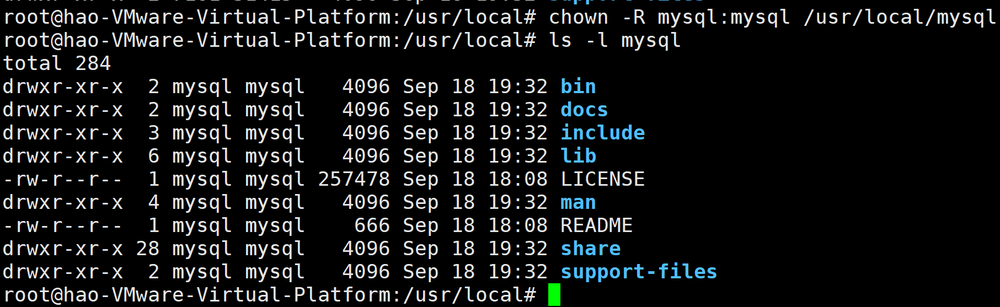 root@hao-VMware-Virtual-Platform:/usr/local# chown -R mysql:mysql /usr/local/mysql
root@hao-VMware-Virtual-Platform:/usr/local# ls -l mysql
total 284
drwxr-xr-x  2 mysql mysql   4096 Sep 18 19:32 bin
drwxr-xr-x  2 mysql mysql   4096 Sep 18 19:32 docs
drwxr-xr-x  3 mysql mysql   4096 Sep 18 19:32 include
drwxr-xr-x  6 mysql mysql   4096 Sep 18 19:32 lib
-rw-r--r--  1 mysql mysql 257478 Sep 18 18:08 LICENSE
drwxr-xr-x  4 mysql mysql   4096 Sep 18 19:32 man
-rw-r--r--  1 mysql mysql    666 Sep 18 18:08 README
drwxr-xr-x 28 mysql mysql   4096 Sep 18 19:32 share
drwxr-xr-x  2 mysql mysql   4096 Sep 18 19:32 support-files
root@hao-VMware-Virtual-Platform:/usr/local#